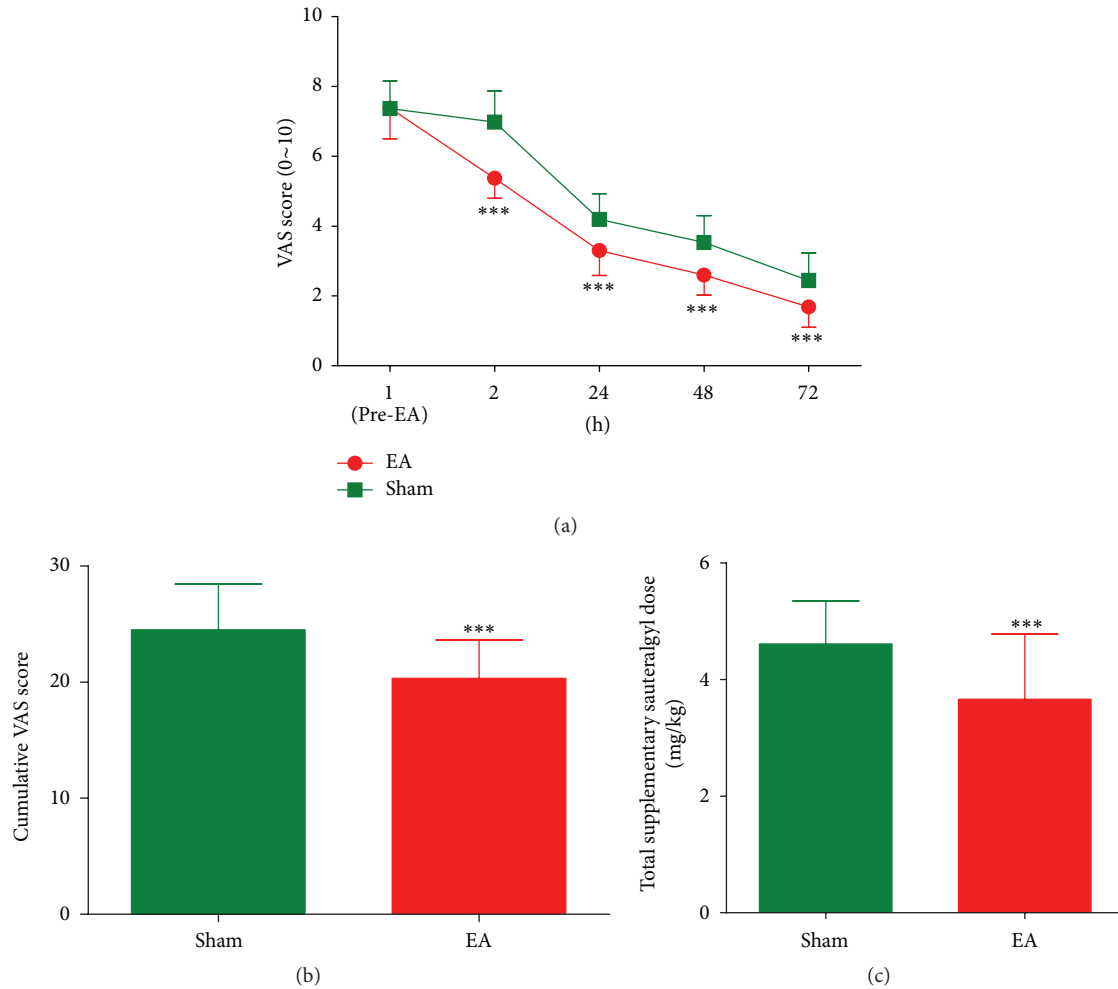 10
8
6
4
2
0
VAS score (0~10)
***
***
***
***
1
(Pre-EA)
2
24
48
72
(h)
EA
Sham
(a)
30
20
10
0
Cumulative VAS score
***
Sham
EA
(b)
6
4
2
0
Total supplementary sauteralgyl dose
(mg/kg)
***
Sham
EA
(c)